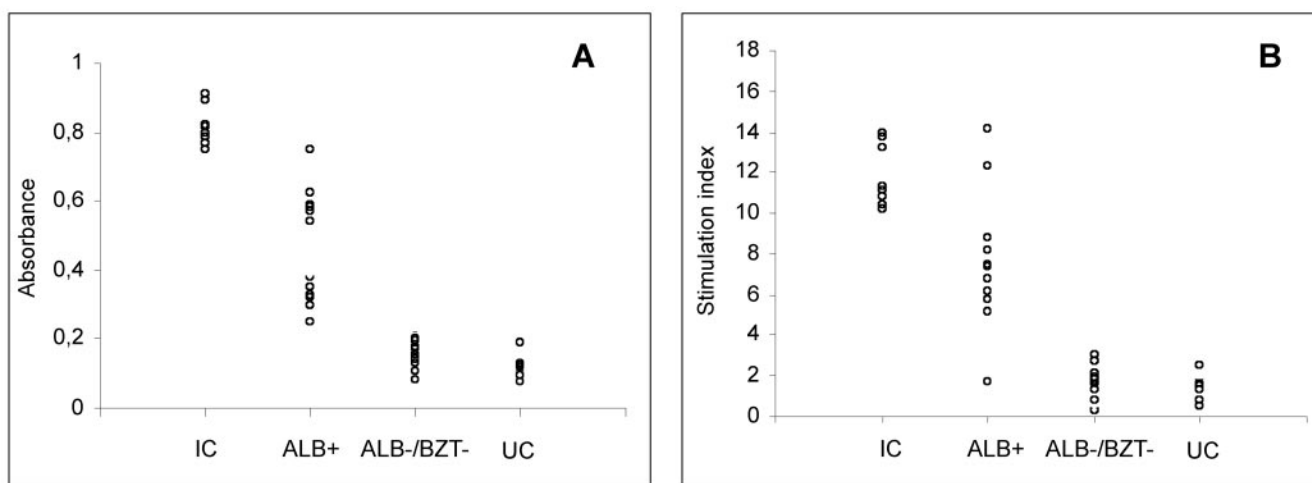 A
1
0,8
0,6
0,4
0,2
0
Absorbance
IC ALB+ ALB-/BZT- UC
B
18
16
14
12
10
8
6
4
2
0
Stimulation index
IC ALB+ ALB-/BZT- UC